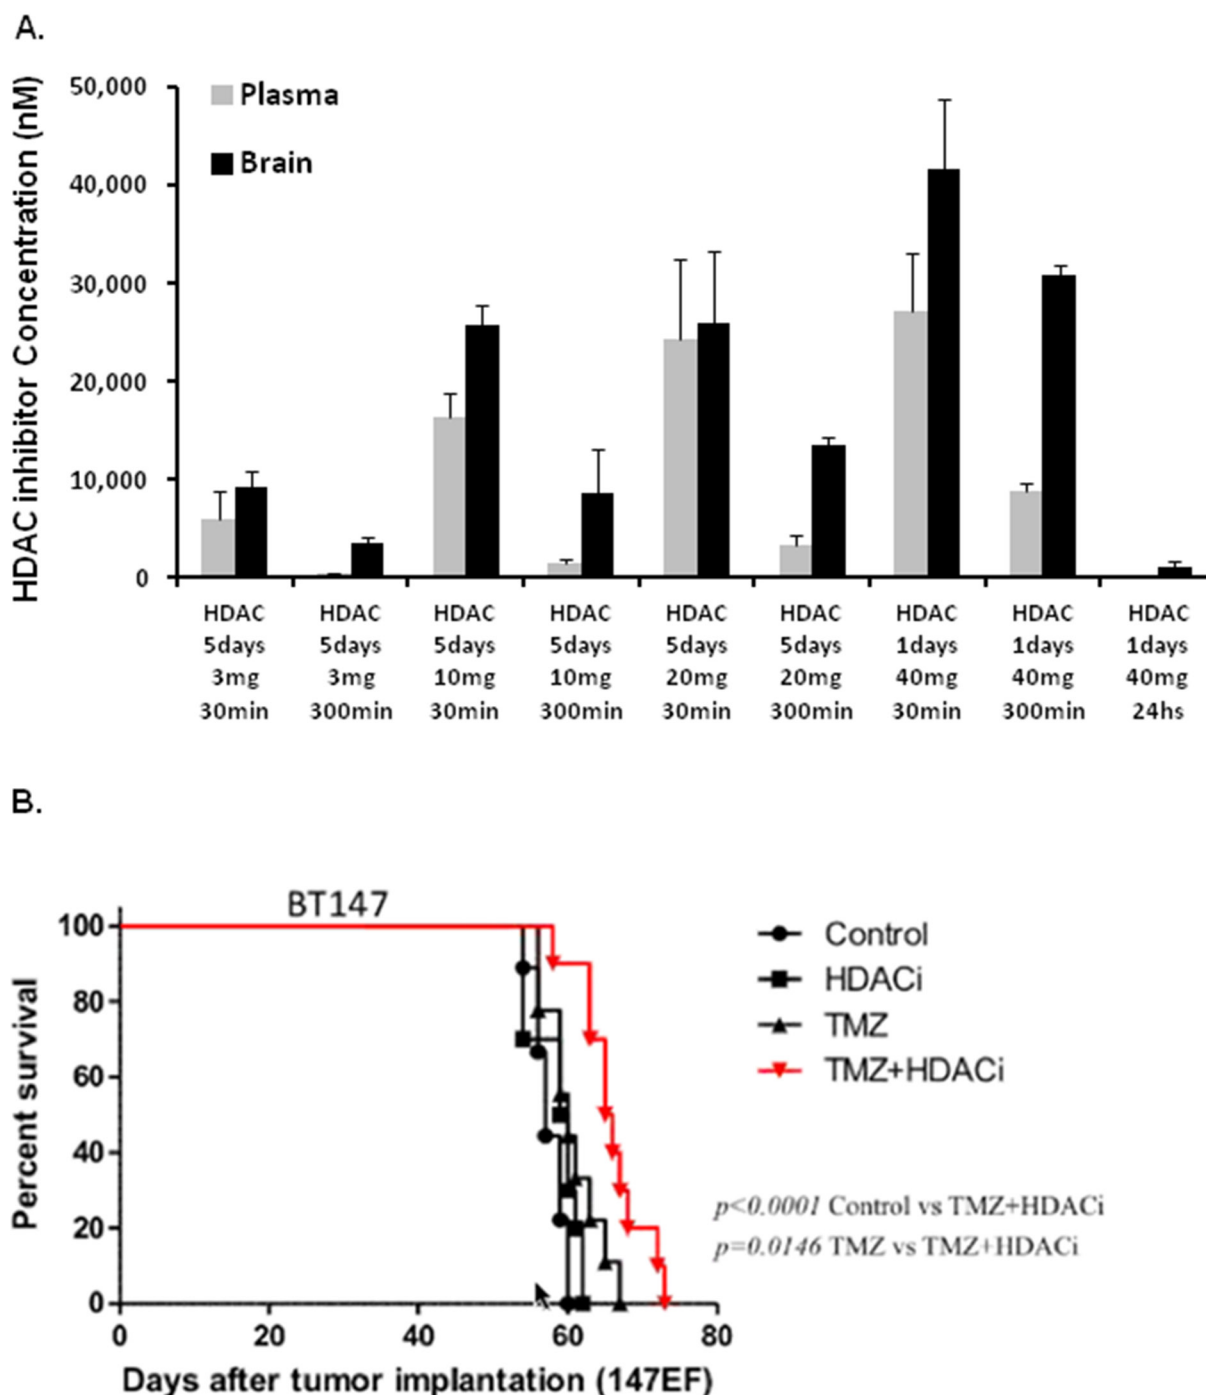 A.
HDAC inhibitor Concentration (nM)
50,000
40,000
30,000
20,000
10,000
0
Plasma
Brain
HDAC 5days 3mg 30min
HDAC 5days 3mg 300min
HDAC 5days 10mg 30min
HDAC 5days 10mg 300min
HDAC 5days 20mg 30min
HDAC 5days 20mg 300min
HDAC 1days 40mg 30min
HDAC 1days 40mg 300min
HDAC 1days 40mg 24hs
B.
BT147
Percent survival
100
80
60
40
20
0
0 20 40 60 80
Days after tumor implantation (147EF)
Control
HDACi
TMZ
TMZ+HDACi
p<0.0001 Control vs TMZ+HDACi
p=0.0146 TMZ vs TMZ+HDACi